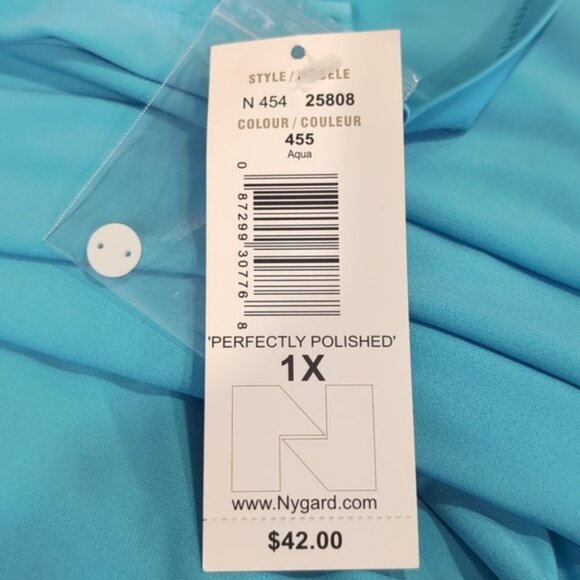 STYLE /
N 454 25808
COLOUR / COULEUR
455
Aqua
0 87299 30776 8
'PERFECTLY POLISHED'
1X
www.Nygard.com
$42.00